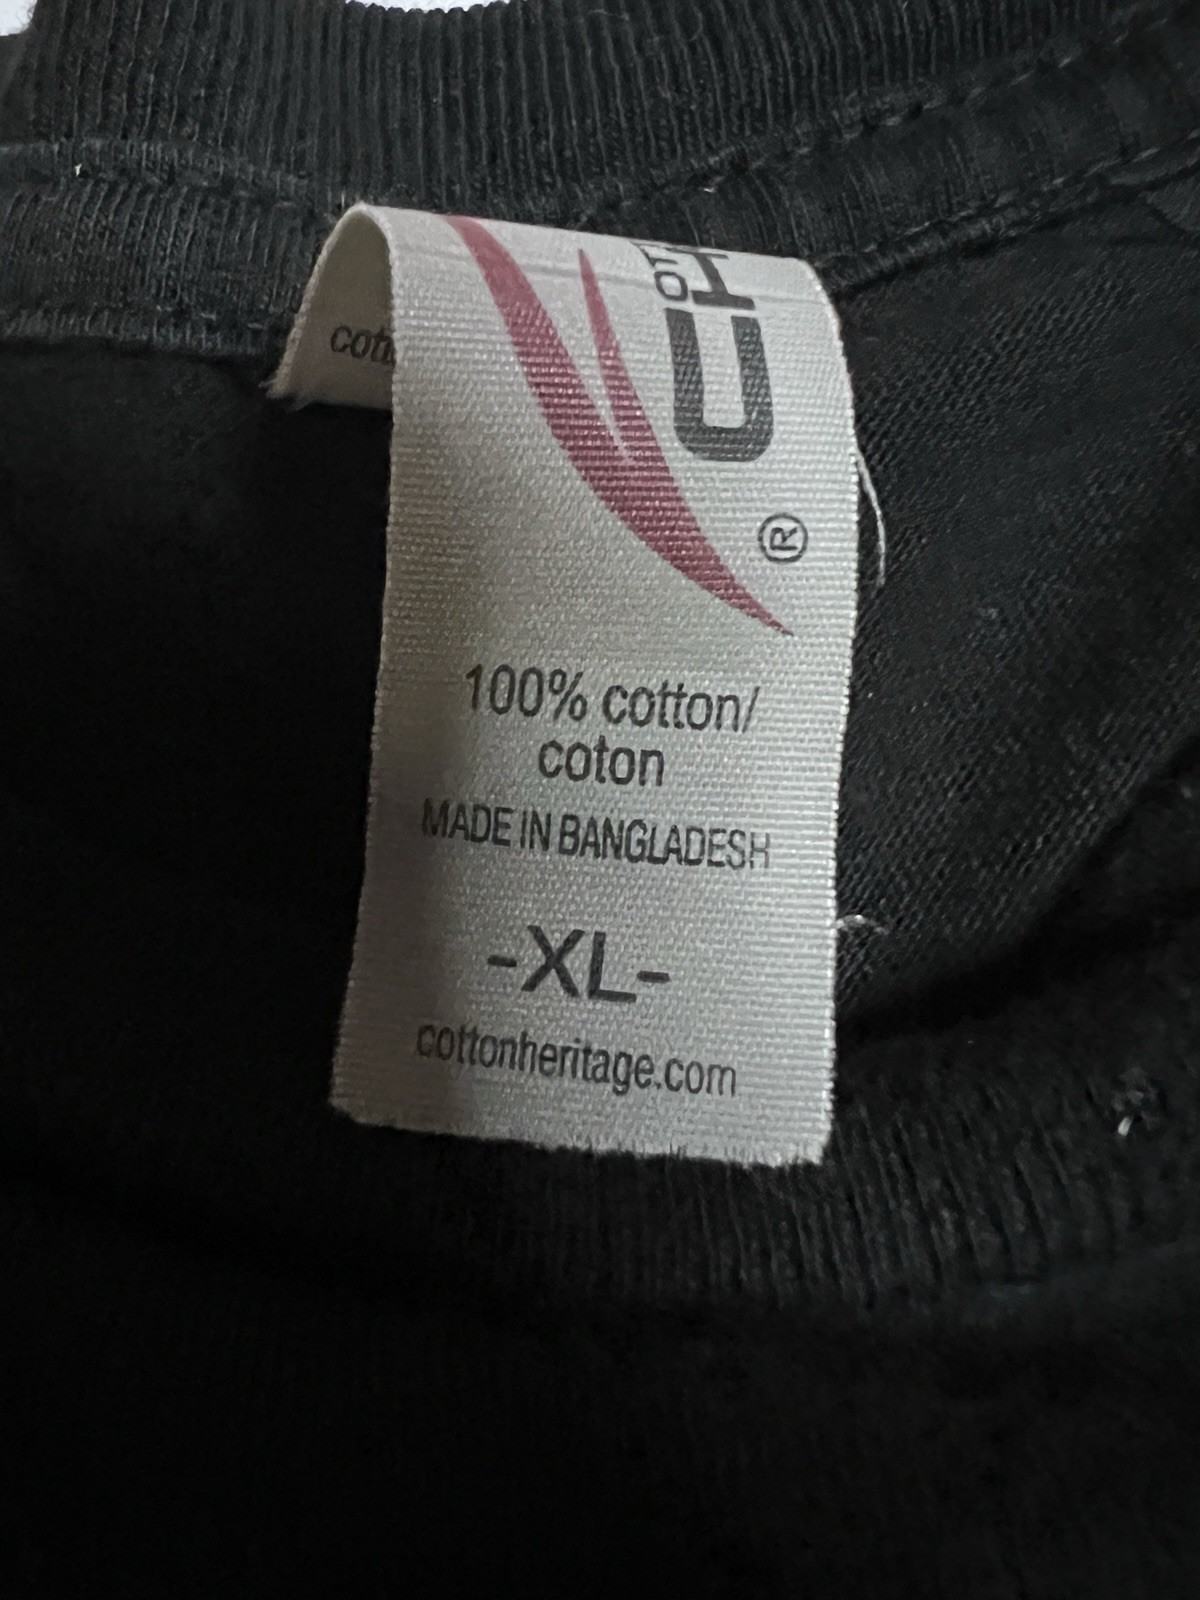 ®
100% cotton/
coton
MADE IN BANGLADESH
-XL-
cottonheritage.com